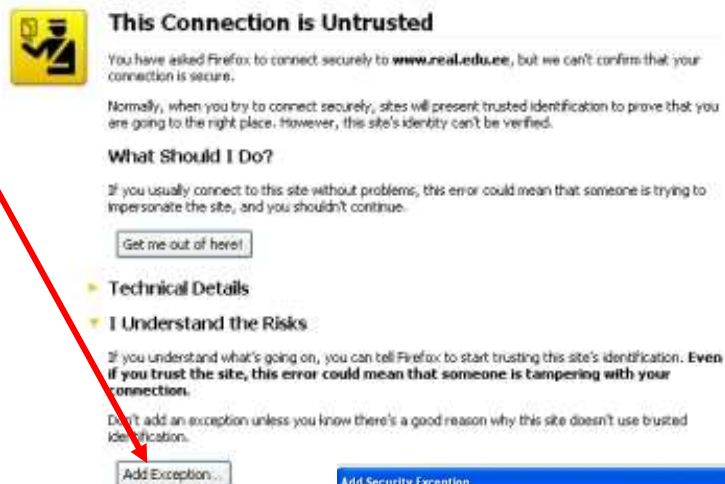 This Connection is Untrusted
You have asked Firefox to connect securely to www.real.edu.ee, but we can't confirm that your
connection is secure.
Normally, when you try to connect securely, sites will present trusted identification to prove that you
are going to the right place. However, this site's identity can't be verified.
What Should I Do?
If you usually connect to this site without problems, this error could mean that someone is trying to
impersonate the site, and you shouldn't continue.
Get me out of here!
Technical Details
I Understand the Risks
If you understand what's going on, you can tell Firefox to start trusting this site's identification. Even
if you trust the site, this error could mean that someone is tampering with your
connection.
Don't add an exception unless you know there's a good reason why this site doesn't use trusted
identification.
Add Exception...
Add Security Exception